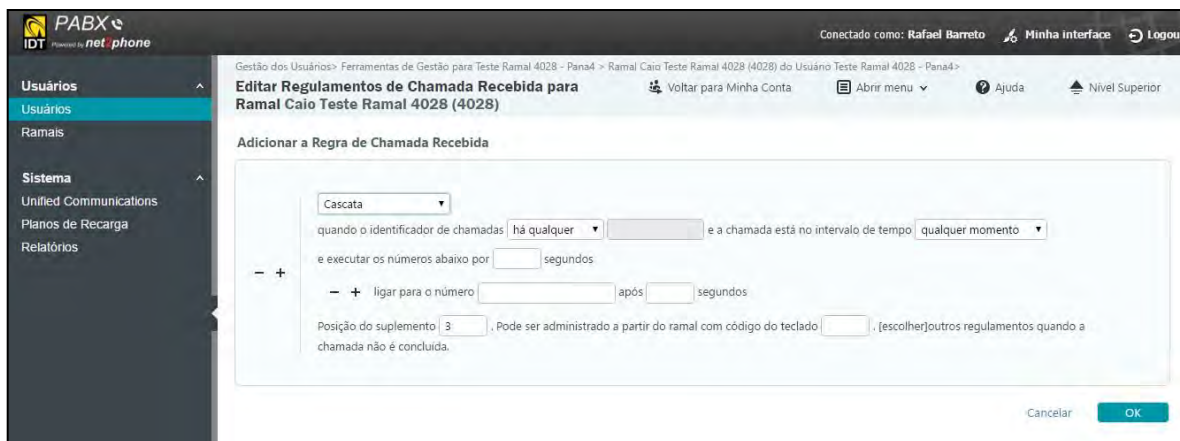 PABX
IDT Powered by net2phone
Conectado como: Rafael Barreto Minha interface Logou
Gestão dos Usuários> Ferramentas de Gestão para Teste Ramal 4028 - Pana4 > Ramal Caio Teste Ramal 4028 (4028) do Usuário Teste Ramal 4028 - Pana4>
Usuários
Usuários
Ramais
Sistema
Unified Communications
Planos de Recarga
Relatórios
Editar Regulamentos de Chamada Recebida para
Ramal Caio Teste Ramal 4028 (4028)
Voltar para Minha Conta Abrir menu Ajuda Nível Superior
Adicionar a Regra de Chamada Recebida
Cascata
quando o identificador de chamadas há qualquer e a chamada está no intervalo de tempo qualquer momento
e executar os números abaixo por segundos
− +
− + ligar para o número após segundos
Posição do suplemento 3 . Pode ser administrado a partir do ramal com código do teclado . [escolher]outros regulamentos quando a
chamada não é concluída.
Cancelar OK